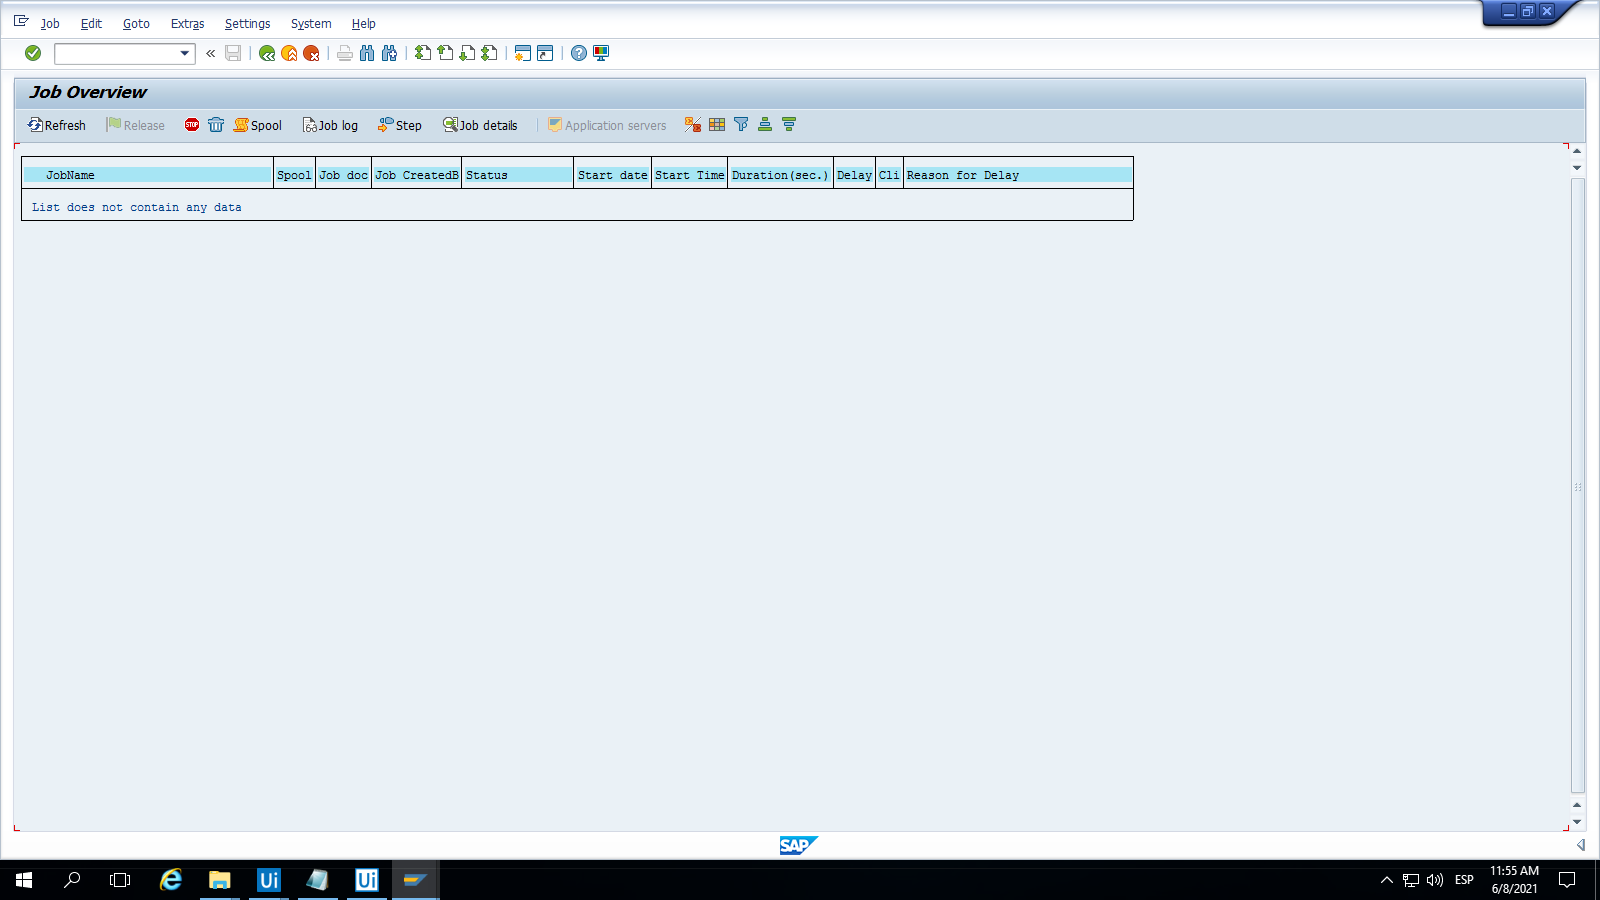 Job Edit Goto Extras Settings System Help
Job Overview
Refresh Release STOP Spool Job log Step Job details Application servers
JobName Spool Job doc Job CreatedB Status Start date Start Time Duration(sec.) Delay Cli Reason for Delay
List does not contain any data
SAP
Ui Ui ESP 11:55 AM
6/8/2021